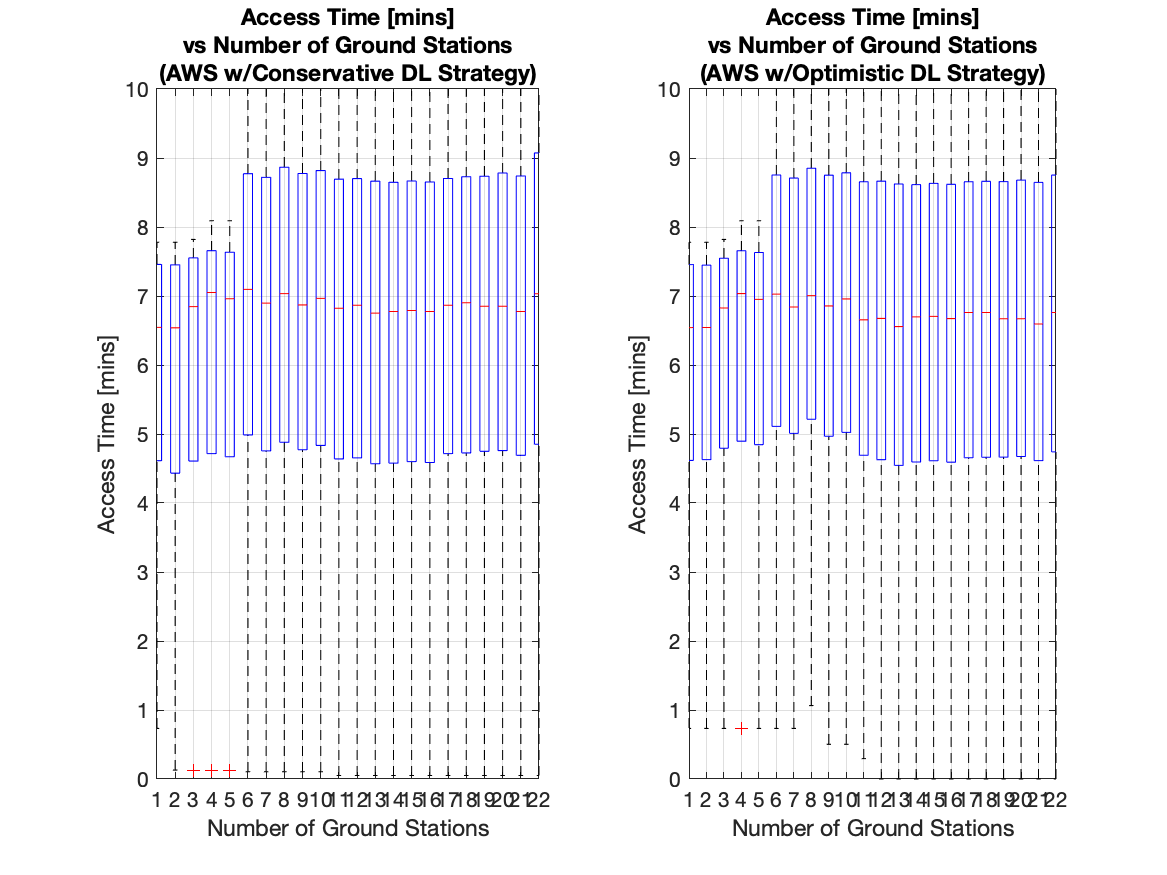 Access Time [mins]
vs Number of Ground Stations
(AWS w/Conservative DL Strategy)
10
9
8
7
6
5
4
3
2
1
0
Access Time [mins]
1 2 3 4 5 6 7 8 9 10 11 12 13 14 15 16 17 18 19 20 21 22
Number of Ground Stations
Access Time [mins]
vs Number of Ground Stations
(AWS w/Optimistic DL Strategy)
10
9
8
7
6
5
4
3
2
1
0
Access Time [mins]
1 2 3 4 5 6 7 8 9 10 11 12 13 14 15 16 17 18 19 20 21 22
Number of Ground Stations